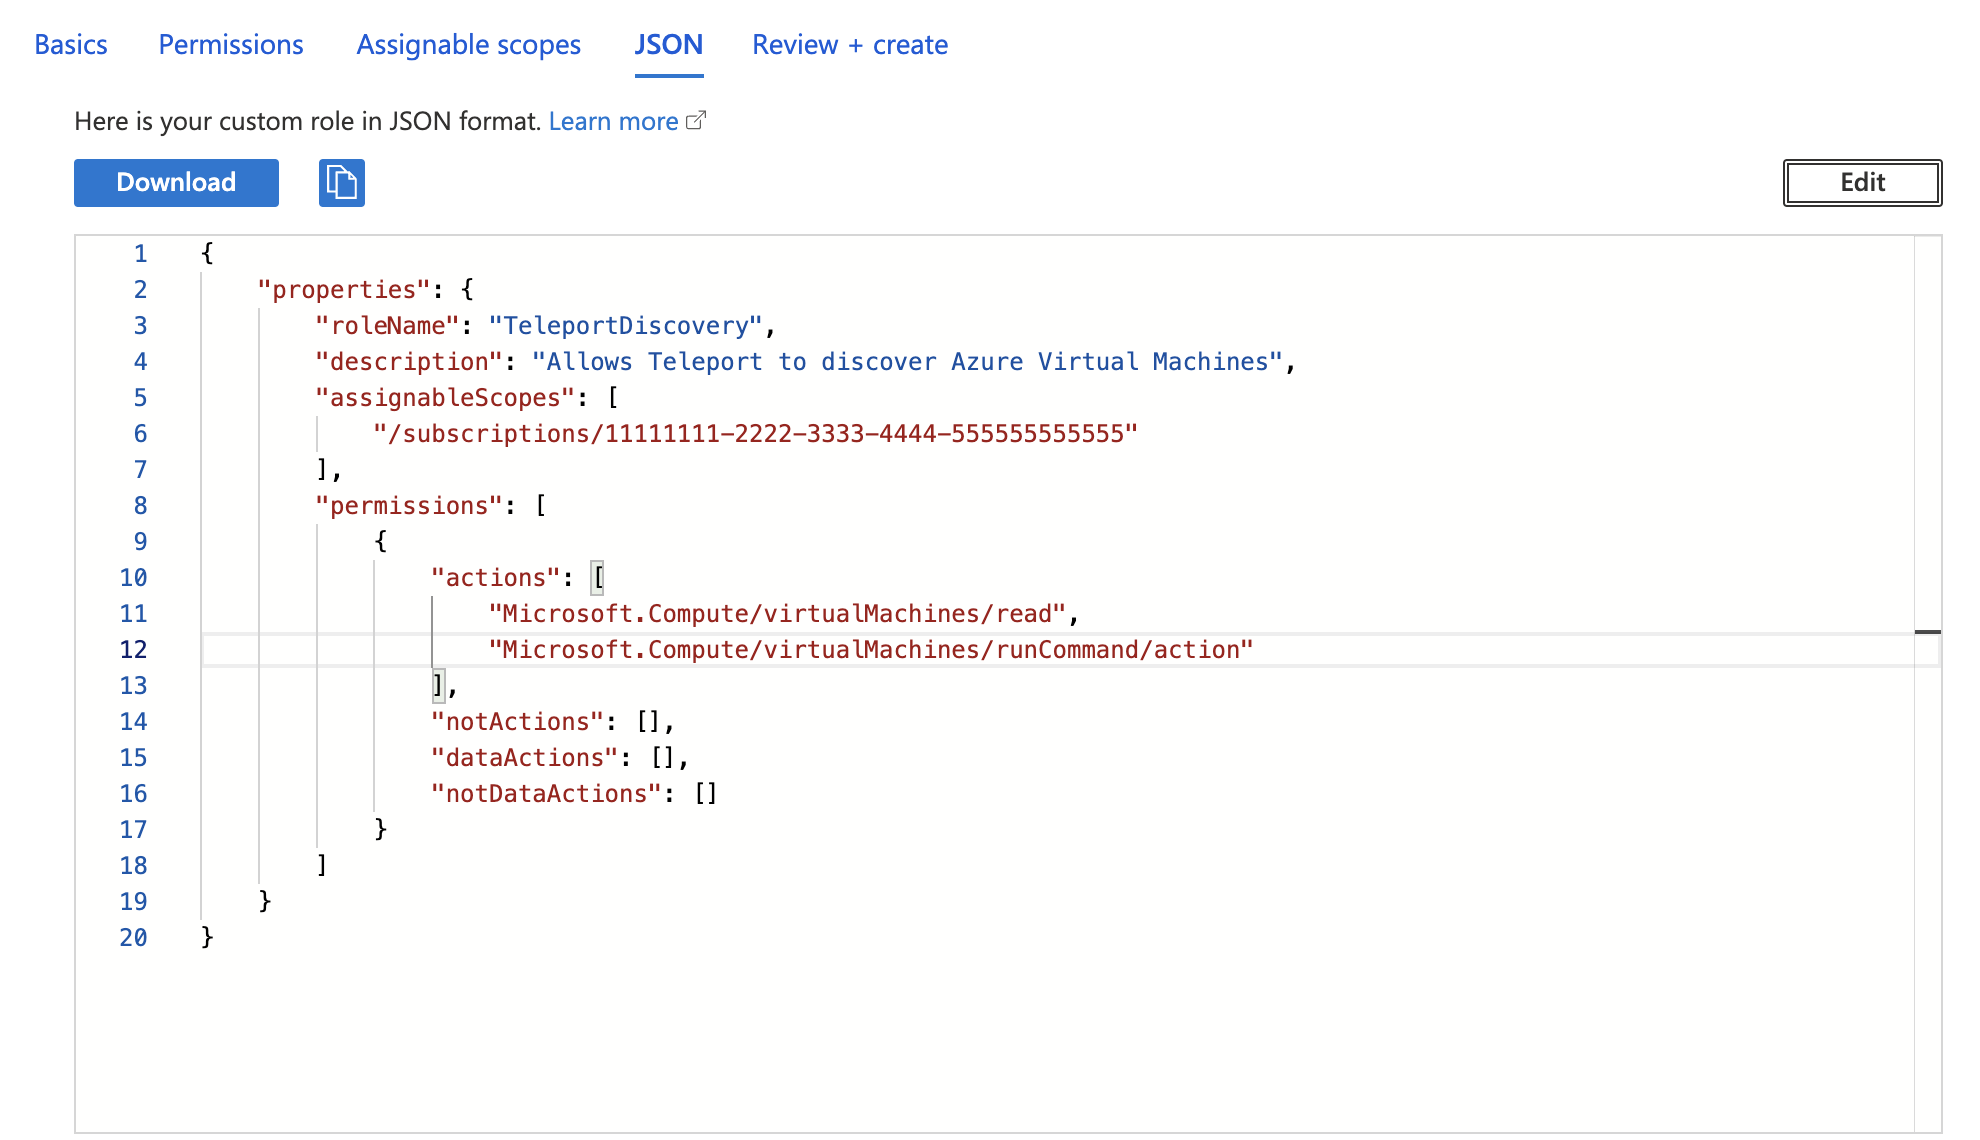 Basics Permissions Assignable scopes JSON Review + create
Here is your custom role in JSON format. Learn more
Download Edit
1 {
2 "properties": {
3 "roleName": "TeleportDiscovery",
4 "description": "Allows Teleport to discover Azure Virtual Machines",
5 "assignableScopes": [
6 "/subscriptions/11111111-2222-3333-4444-555555555555"
7 ],
8 "permissions": [
9 {
10 "actions": [
11 "Microsoft.Compute/virtualMachines/read",
12 "Microsoft.Compute/virtualMachines/runCommand/action"
13 ],
14 "notActions": [],
15 "dataActions": [],
16 "notDataActions": []
17 }
18 ]
19 }
20 }